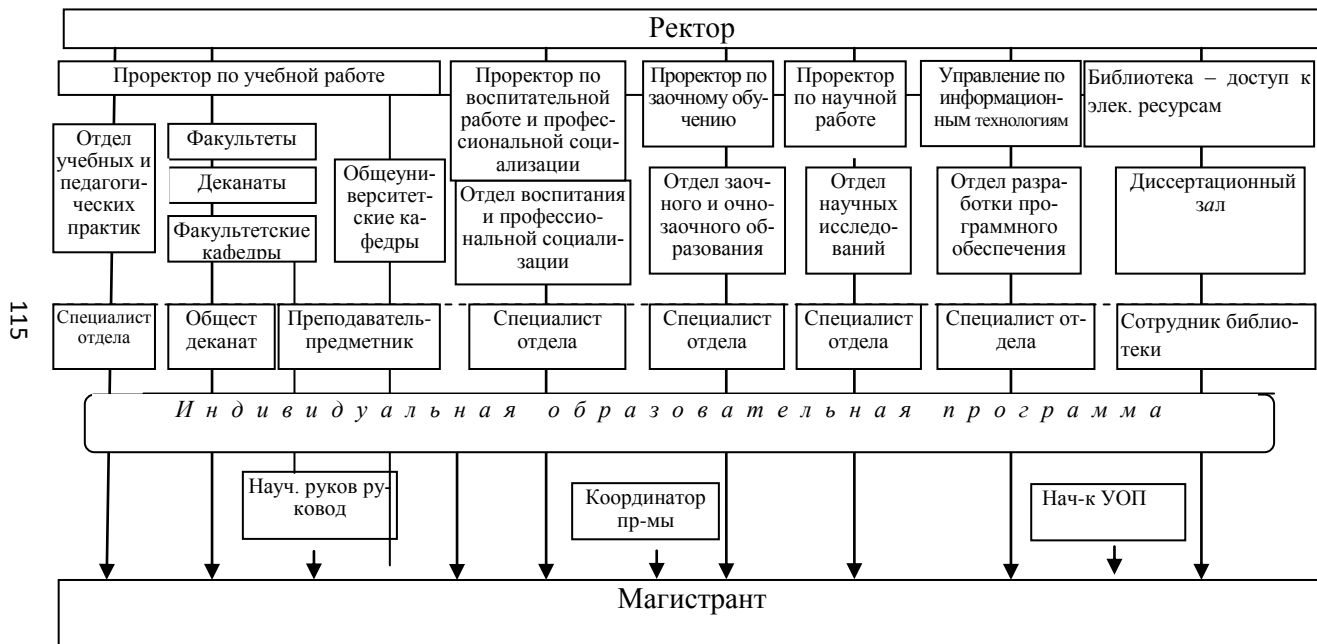 Ректор
Проректор по учебной работе
Проректор по
воспитательной
работе и профес-
сиональной социа-
лизации
Проректор по
заочному обу-
чению
Проректор
по научной
работе
Управление по
информацион-
ным технологиям
Библиотека – доступ к
элек. ресурсам
Отдел
учебных и
педагоги-
ческих
практик
Факультеты
Деканаты
Факультетские
кафедры
Общеуни-
верситет-
ские ка-
федры
Отдел воспитания
и профессио-
нальной социали-
зации
Отдел заоч-
ного и очно-
заочного об-
разования
Отдел
научных
исследо-
ваний
Отдел разра-
ботки про-
граммного
обеспечения
Диссертационный
зал
115
Специалист
отдела
Общест
деканат
Преподаватель-
предметник
Специалист
отдела
Специалист
отдела
Специалист
отдела
Специалист от-
дела
Сотрудник библио-
теки
Индивидуальная образовательная программа
Науч. руков ру-
ковод
Координатор
пр-мы
Нач-к УОП
Магистрант